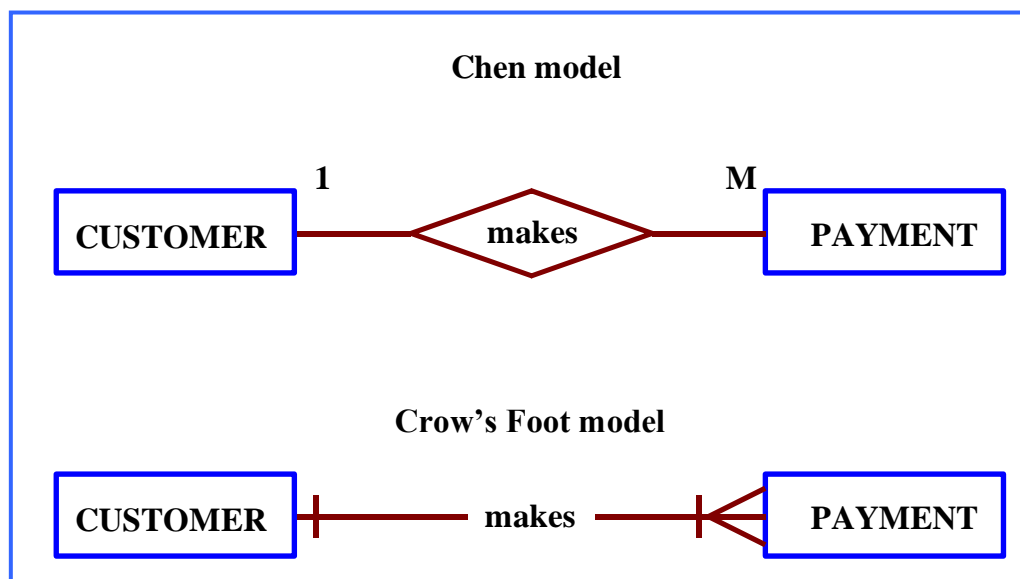 Chen model
1 M
CUSTOMER makes PAYMENT
Crow’s Foot model
CUSTOMER makes PAYMENT